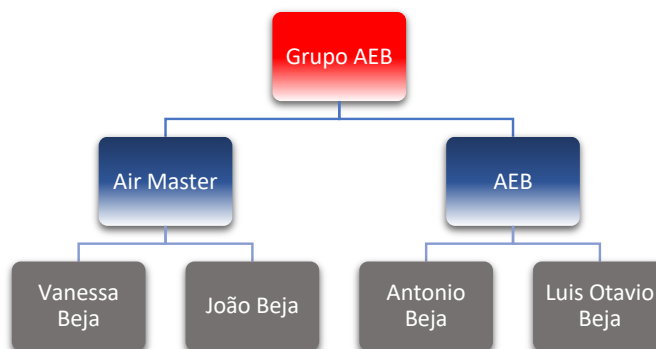 Grupo AEB
Air Master
AEB
Vanessa
Beja
João Beja
Antonio
Beja
Luis Otavio
Beja